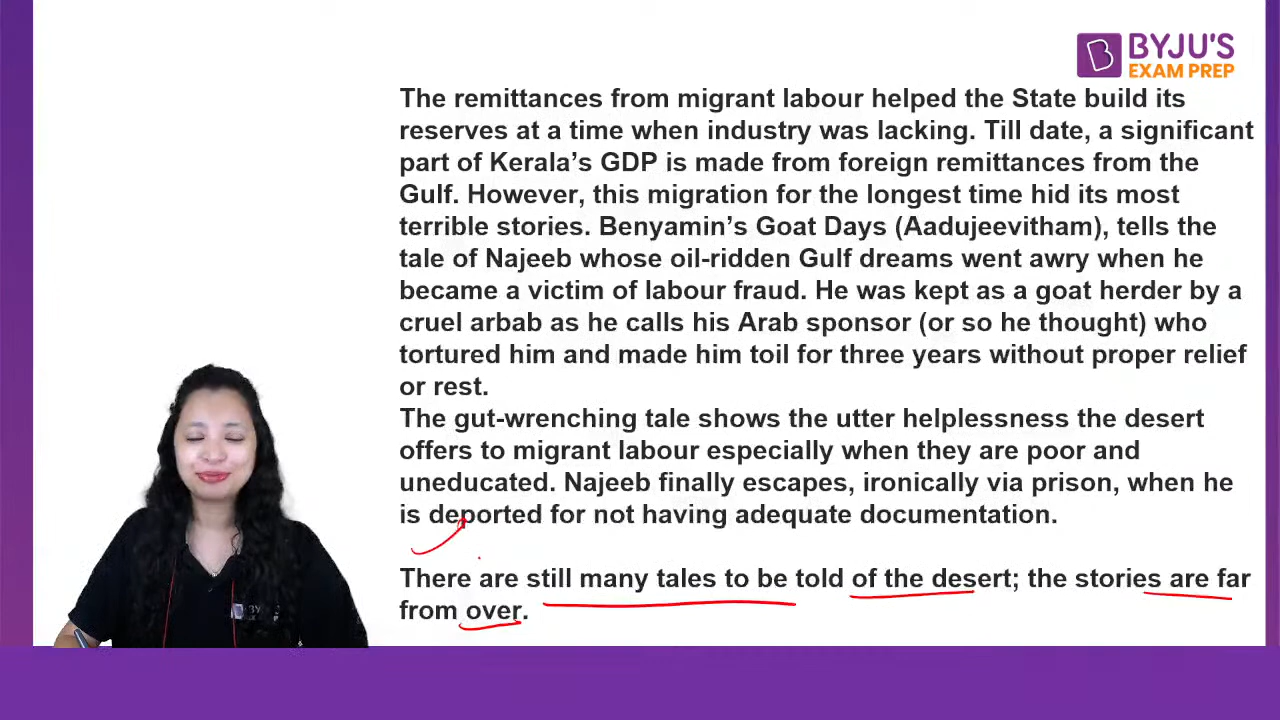 BYJU'S
EXAM PREP
The remittances from migrant labour helped the State build its
reserves at a time when industry was lacking. Till date, a significant
part of Kerala’s GDP is made from foreign remittances from the
Gulf. However, this migration for the longest time hid its most
terrible stories. Benyamin’s Goat Days (Aadujeevitham), tells the
tale of Najeeb whose oil-ridden Gulf dreams went awry when he
became a victim of labour fraud. He was kept as a goat herder by a
cruel arbab as he calls his Arab sponsor (or so he thought) who
tortured him and made him toil for three years without proper relief
or rest.
The gut-wrenching tale shows the utter helplessness the desert
offers to migrant labour especially when they are poor and
uneducated. Najeeb finally escapes, ironically via prison, when he
is deported for not having adequate documentation.
There are still many tales to be told of the desert; the stories are far
from over.